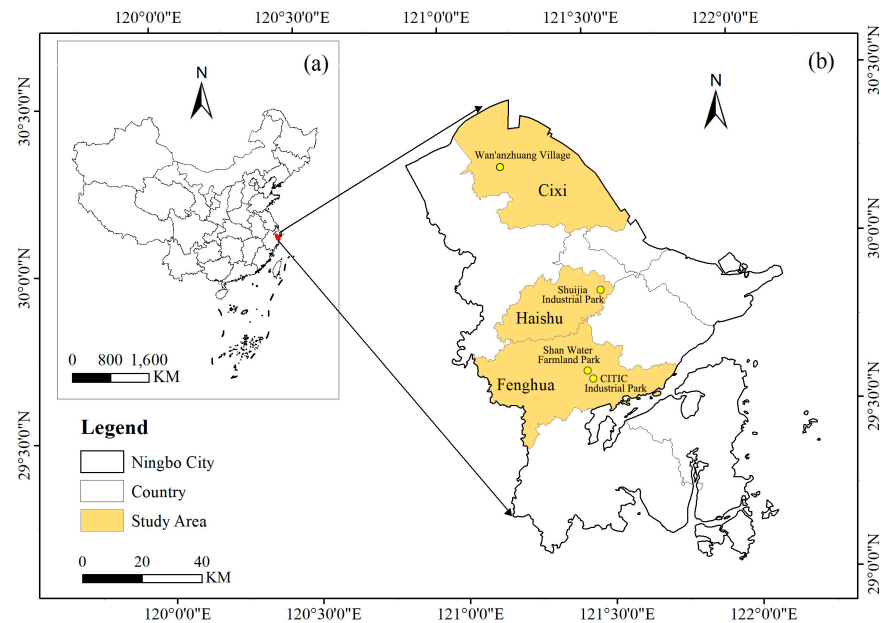 120°0'0"E 120°30'0"E 121°0'0"E 121°30'0"E 122°0'0"E
(a)
(b)
N
N
30°30'0"N
30°0'0"N
29°30'0"N
30°30'0"N
30°0'0"N
29°30'0"N
29°0'0"N
Wan'anzhuang Village
Cixi
Shuijia
Industrial Park
Haishu
Shan Water
Farmland Park
Fenghua
CITIC
Industrial Park
0 800 1,600
KM
Legend
Ningbo City
Country
Study Area
0 20 40
KM
120°0'0"E 120°30'0"E 121°0'0"E 121°30'0"E 122°0'0"E